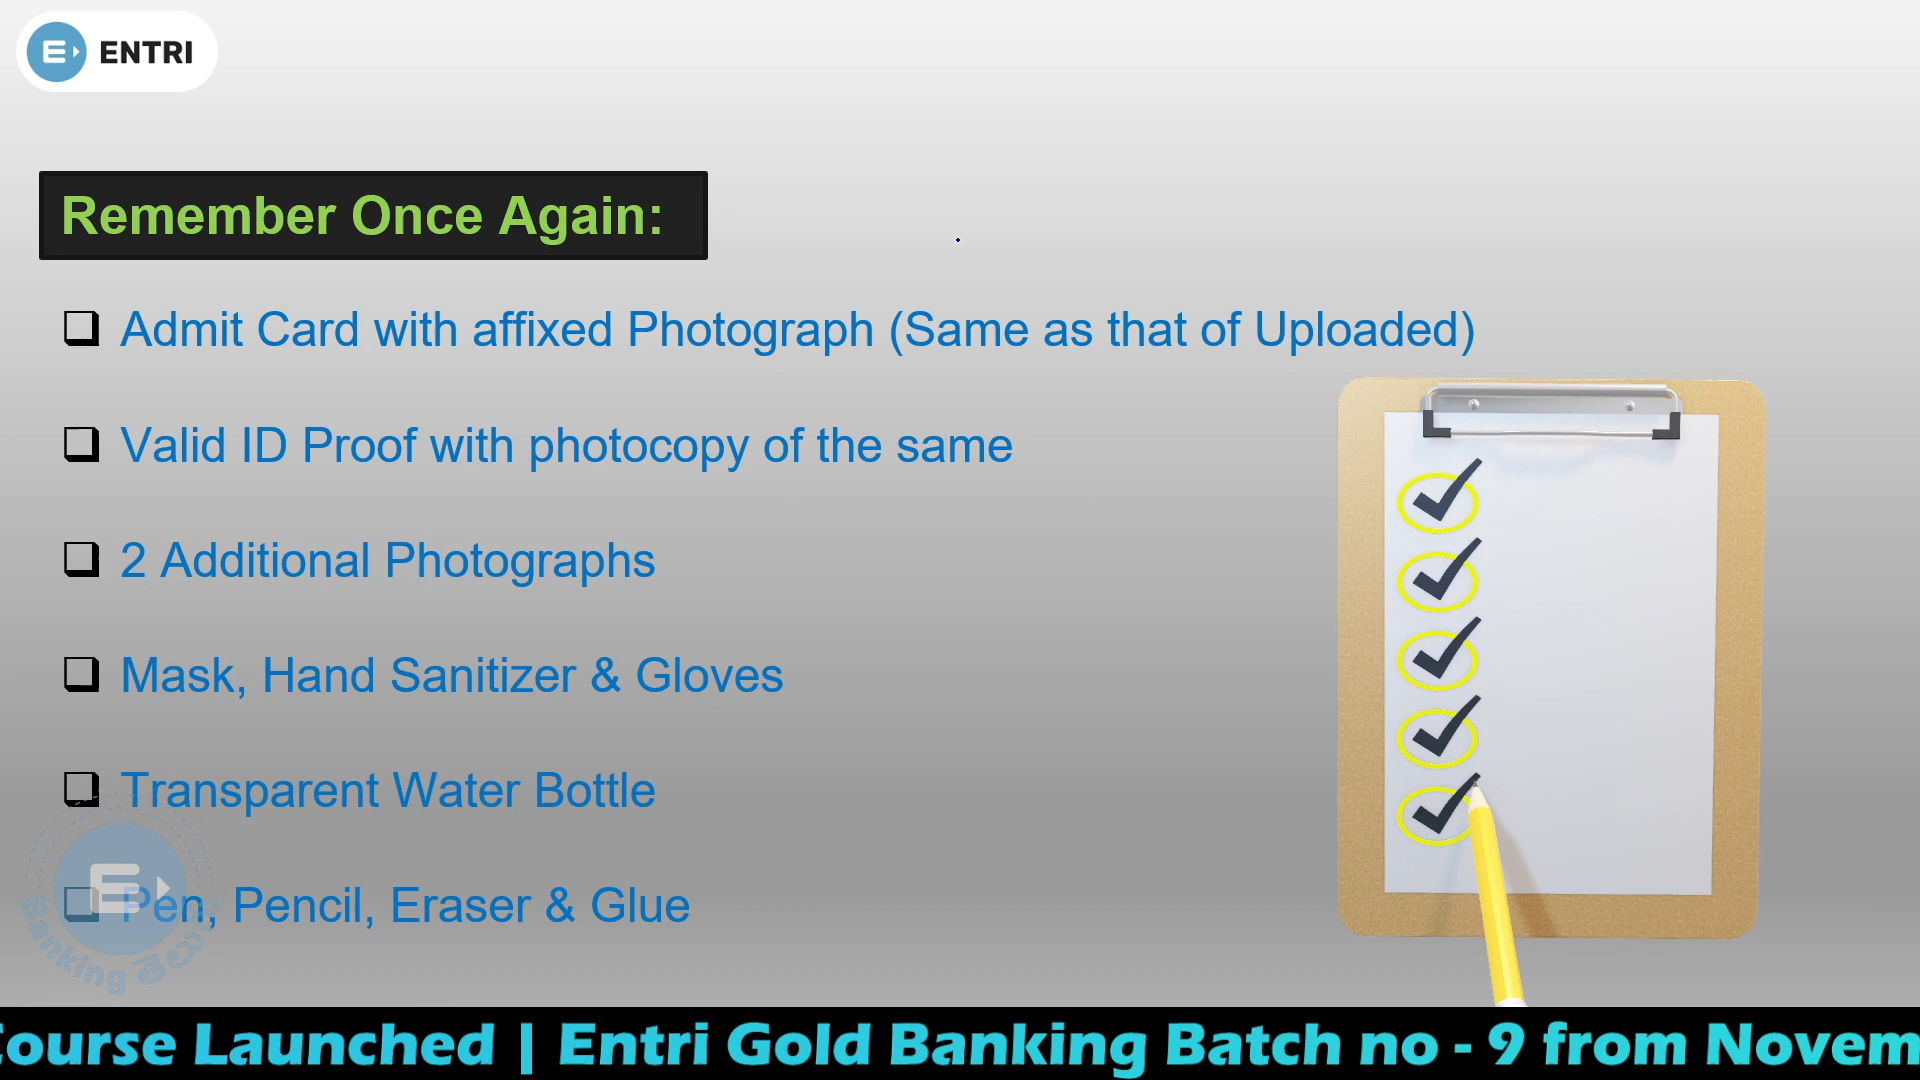 ENTRI
Remember Once Again:
Admit Card with affixed Photograph (Same as that of Uploaded)
Valid ID Proof with photocopy of the same
2 Additional Photographs
Mask, Hand Sanitizer & Gloves
Transparent Water Bottle
Pen, Pencil, Eraser & Glue
Banking తెలుగు
Course Launched | Entri Gold Banking Batch no - 9 from Novem